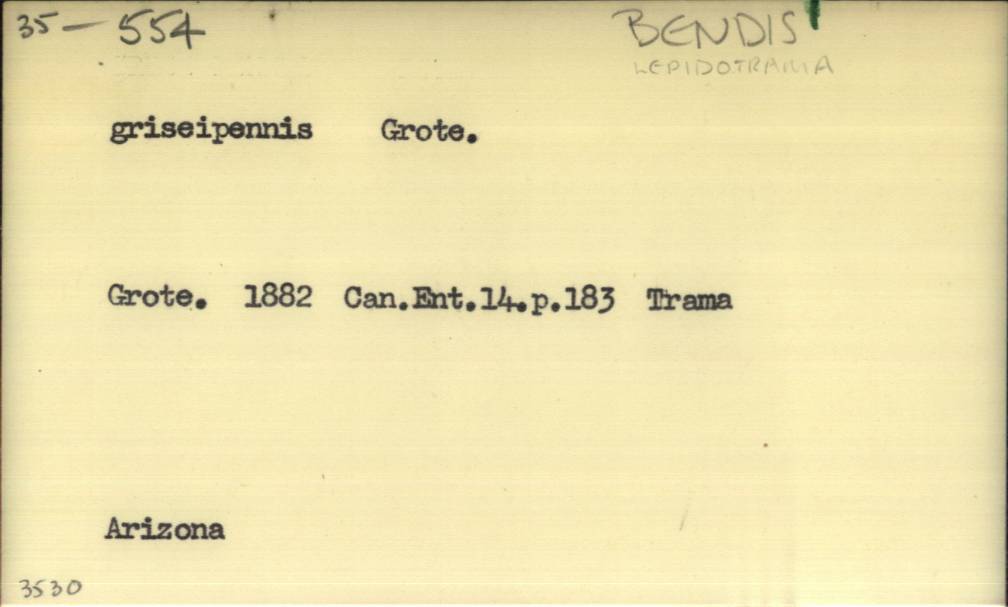 35 — 554
BENDIS
LEPIDOTRAMA
griseipennis Grote.
Grote. 1882 Can.Ent.14.p.183 Trama
Arizona
3530